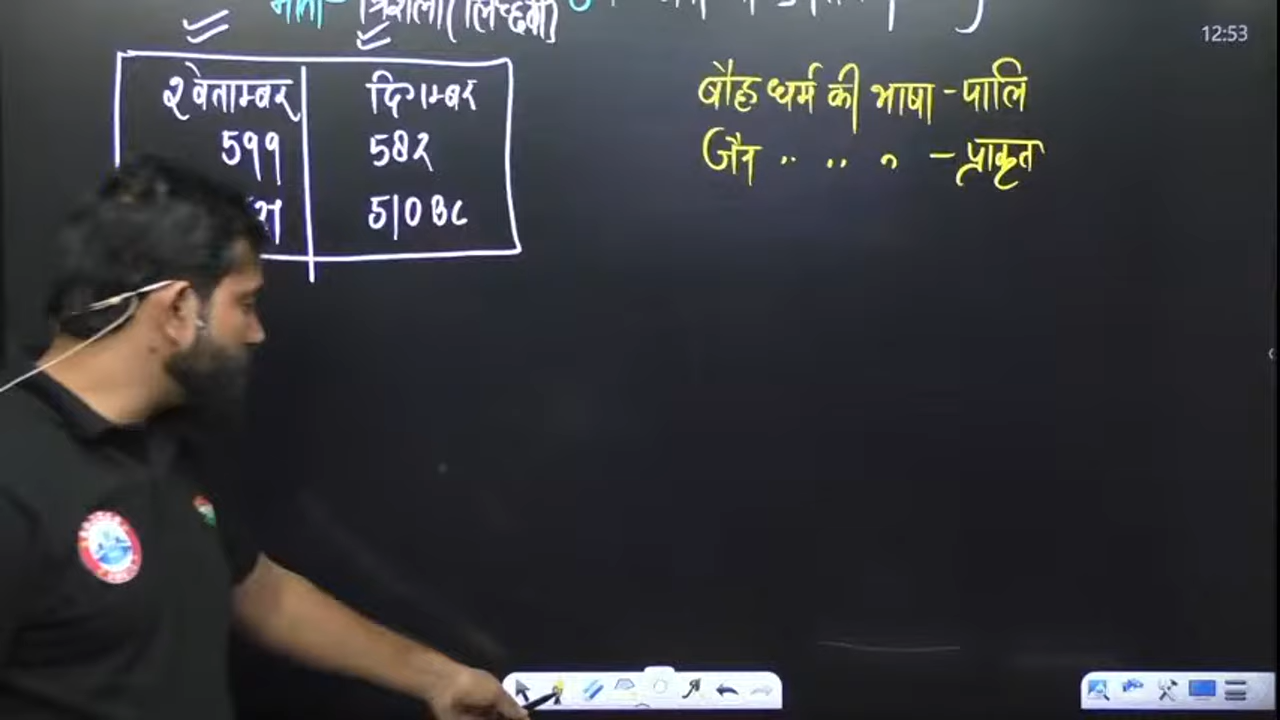 माता- त्रिशला (लिच्छवी)
12:53
श्वेताम्बर दिगम्बर
599 582
510 BC
बौद्ध धर्म की भाषा - पालि
जैन " " " - प्राकृत